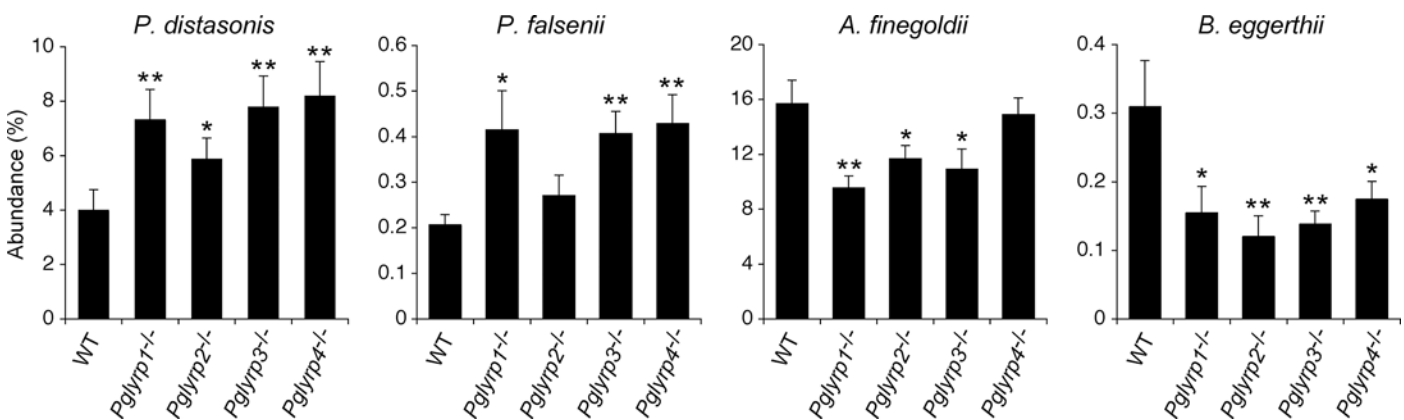 P. distasonis
P. falsenii
A. finegoldii
B. eggerthii
Abundance (%)
10
8
6
4
2
0
**
*
**
**
WT
Pglyrp1-/-
Pglyrp2-/-
Pglyrp3-/-
Pglyrp4-/-
0.6
0.5
0.4
0.3
0.2
0.1
0
*
**
**
WT
Pglyrp1-/-
Pglyrp2-/-
Pglyrp3-/-
Pglyrp4-/-
20
16
12
8
4
0
**
*
*
WT
Pglyrp1-/-
Pglyrp2-/-
Pglyrp3-/-
Pglyrp4-/-
0.4
0.3
0.2
0.1
0
*
**
**
*
WT
Pglyrp1-/-
Pglyrp2-/-
Pglyrp3-/-
Pglyrp4-/-